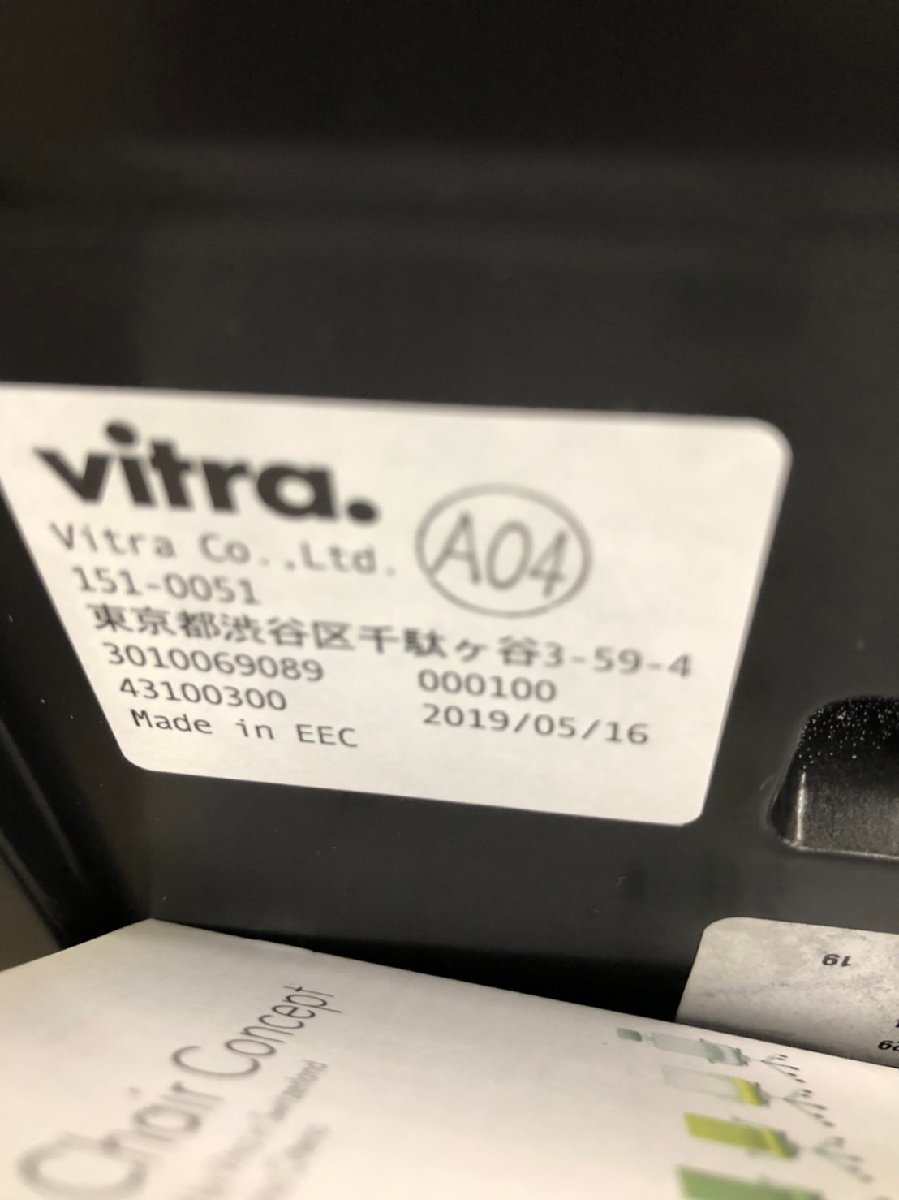 vitra.
Vitra Co.,Ltd.
A04
151-0051
東京都渋谷区千駄ヶ谷3-59-4
3010069089 000100
43100300 2019/05/16
Made in EEC
19
Chair Concept